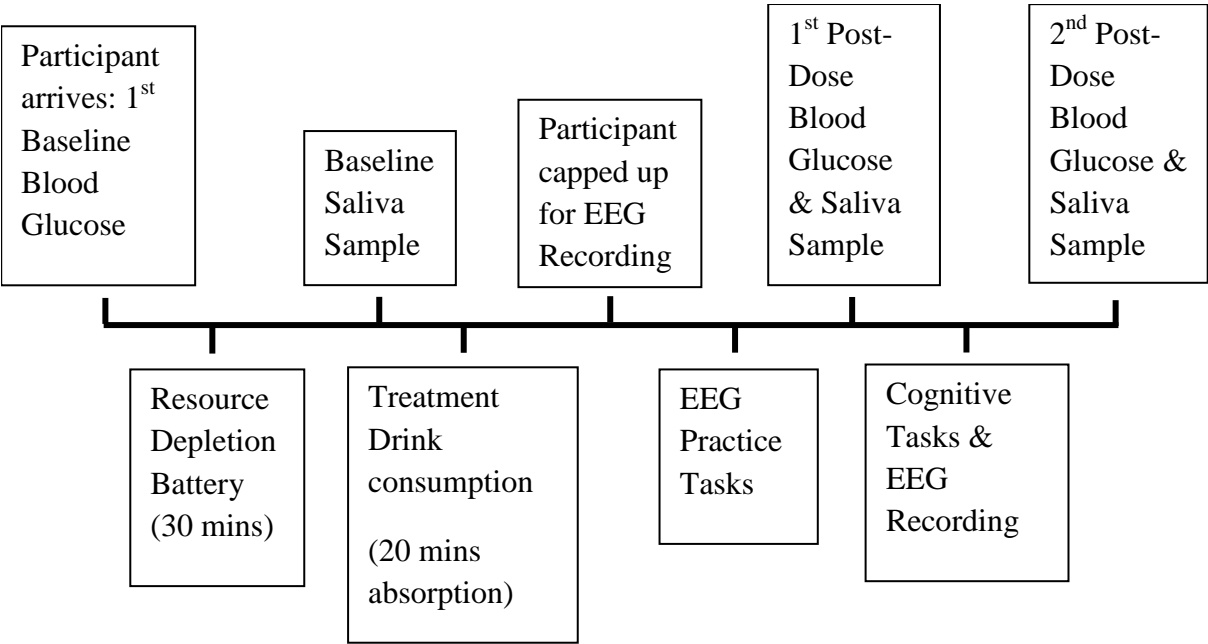 Participant
arrives: 1st
Baseline
Blood
Glucose
Baseline
Saliva
Sample
Participant
capped up
for EEG
Recording
1st Post-
Dose
Blood
Glucose
& Saliva
Sample
2nd Post-
Dose
Blood
Glucose &
Saliva
Sample
Resource
Depletion
Battery
(30 mins)
Treatment
Drink
consumption
(20 mins
absorption)
EEG
Practice
Tasks
Cognitive
Tasks &
EEG
Recording